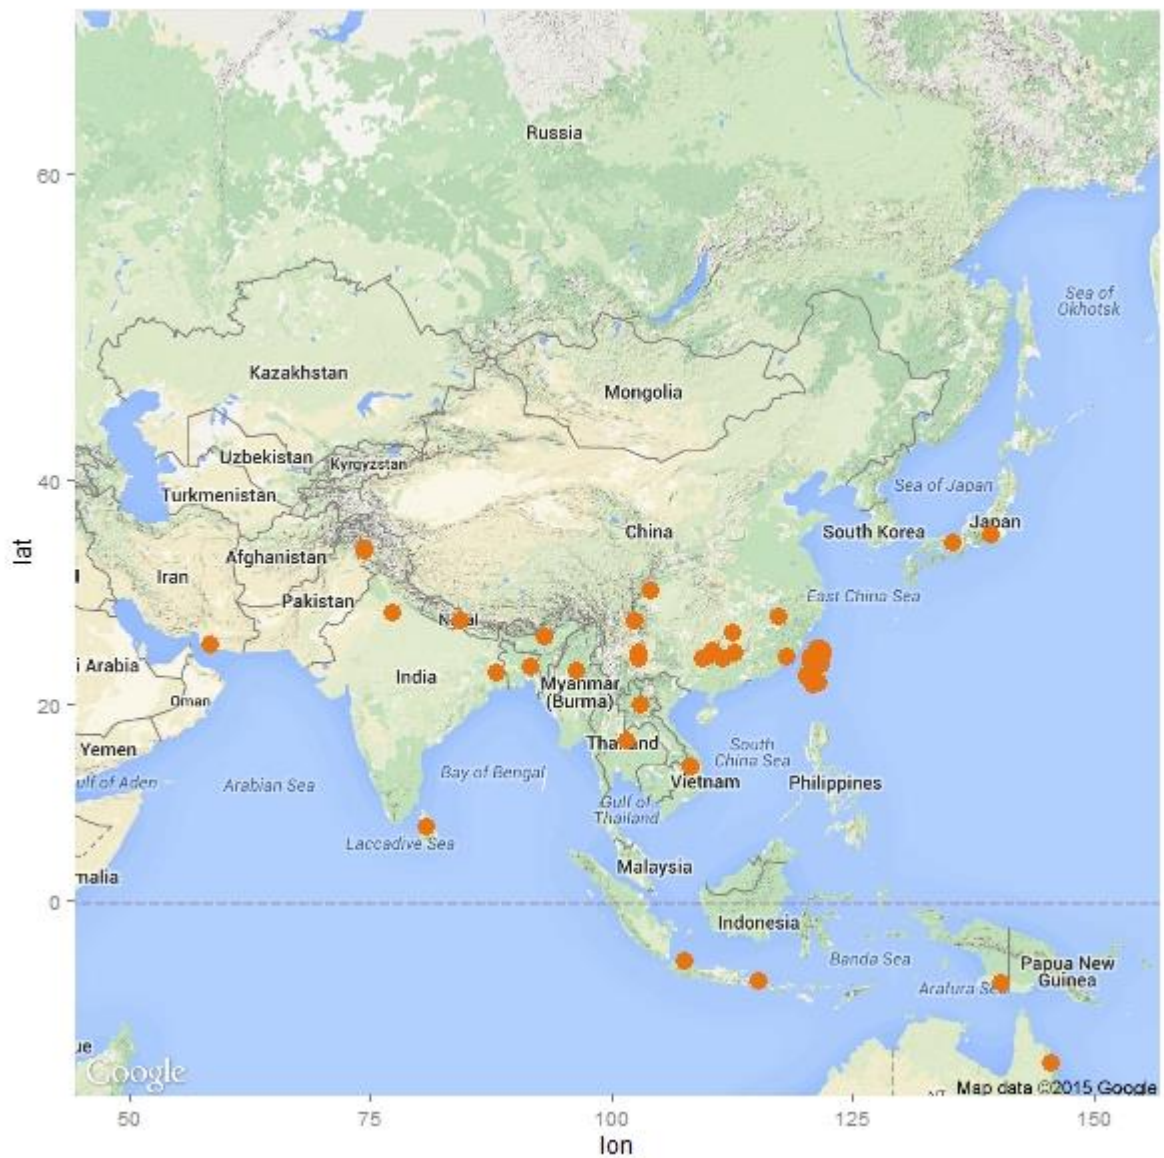 Russia
60
Sea of
Okhotsk
Kazakhstan
Mongolia
Uzbekistan
Kyrgyzstan
40
Sea of Japan
Turkmenistan
Japan
China
South Korea
lat
Afghanistan
Iran
East China Sea
Pakistan
Nepal
i Arabia
India
Myanmar
(Burma)
Oman
20
Thailand
South
China Sea
Yemen
ulf of Aden
Arabian Sea
Bay of Bengal
Vietnam
Philippines
Gulf of
Thailand
Laccadive Sea
Malaysia
malia
0
Indonesia
Banda Sea
Papua New
Guinea
Arafura Sea
ue
Google
Map data ©2015 Google
50
75
100
125
150
lon